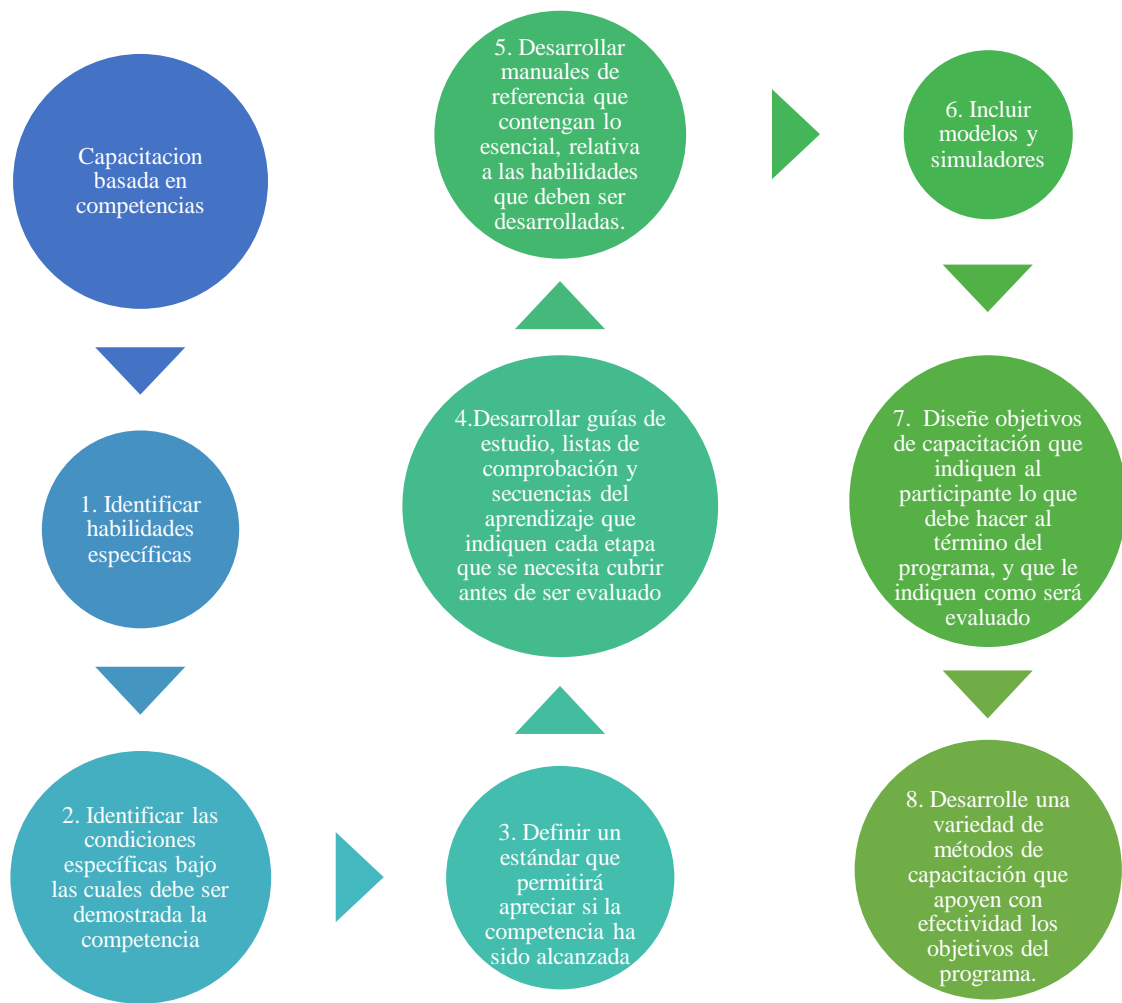 Capacitacion
basada en
competencias
1. Identificar
habilidades
específicas
2. Identificar las
condiciones
específicas bajo
las cuales debe ser
demostrada la
competencia
3. Definir un
estándar que
permitirá
apreciar si la
competencia ha
sido alcanzada
4.Desarrollar guías de
estudio, listas de
comprobación y
secuencias del
aprendizaje que
indiquen cada etapa
que se necesita cubrir
antes de ser evaluado
5. Desarrollar
manuales de
referencia que
contengan lo
esencial, relativa
a las habilidades
que deben ser
desarrolladas.
6. Incluir
modelos y
simuladores
7. Diseñe objetivos
de capacitación que
indiquen al
participante lo que
debe hacer al
término del
programa, y que le
indiquen como será
evaluado
8. Desarrolle una
variedad de
métodos de
capacitación que
apoyen con
efectividad los
objetivos del
programa.